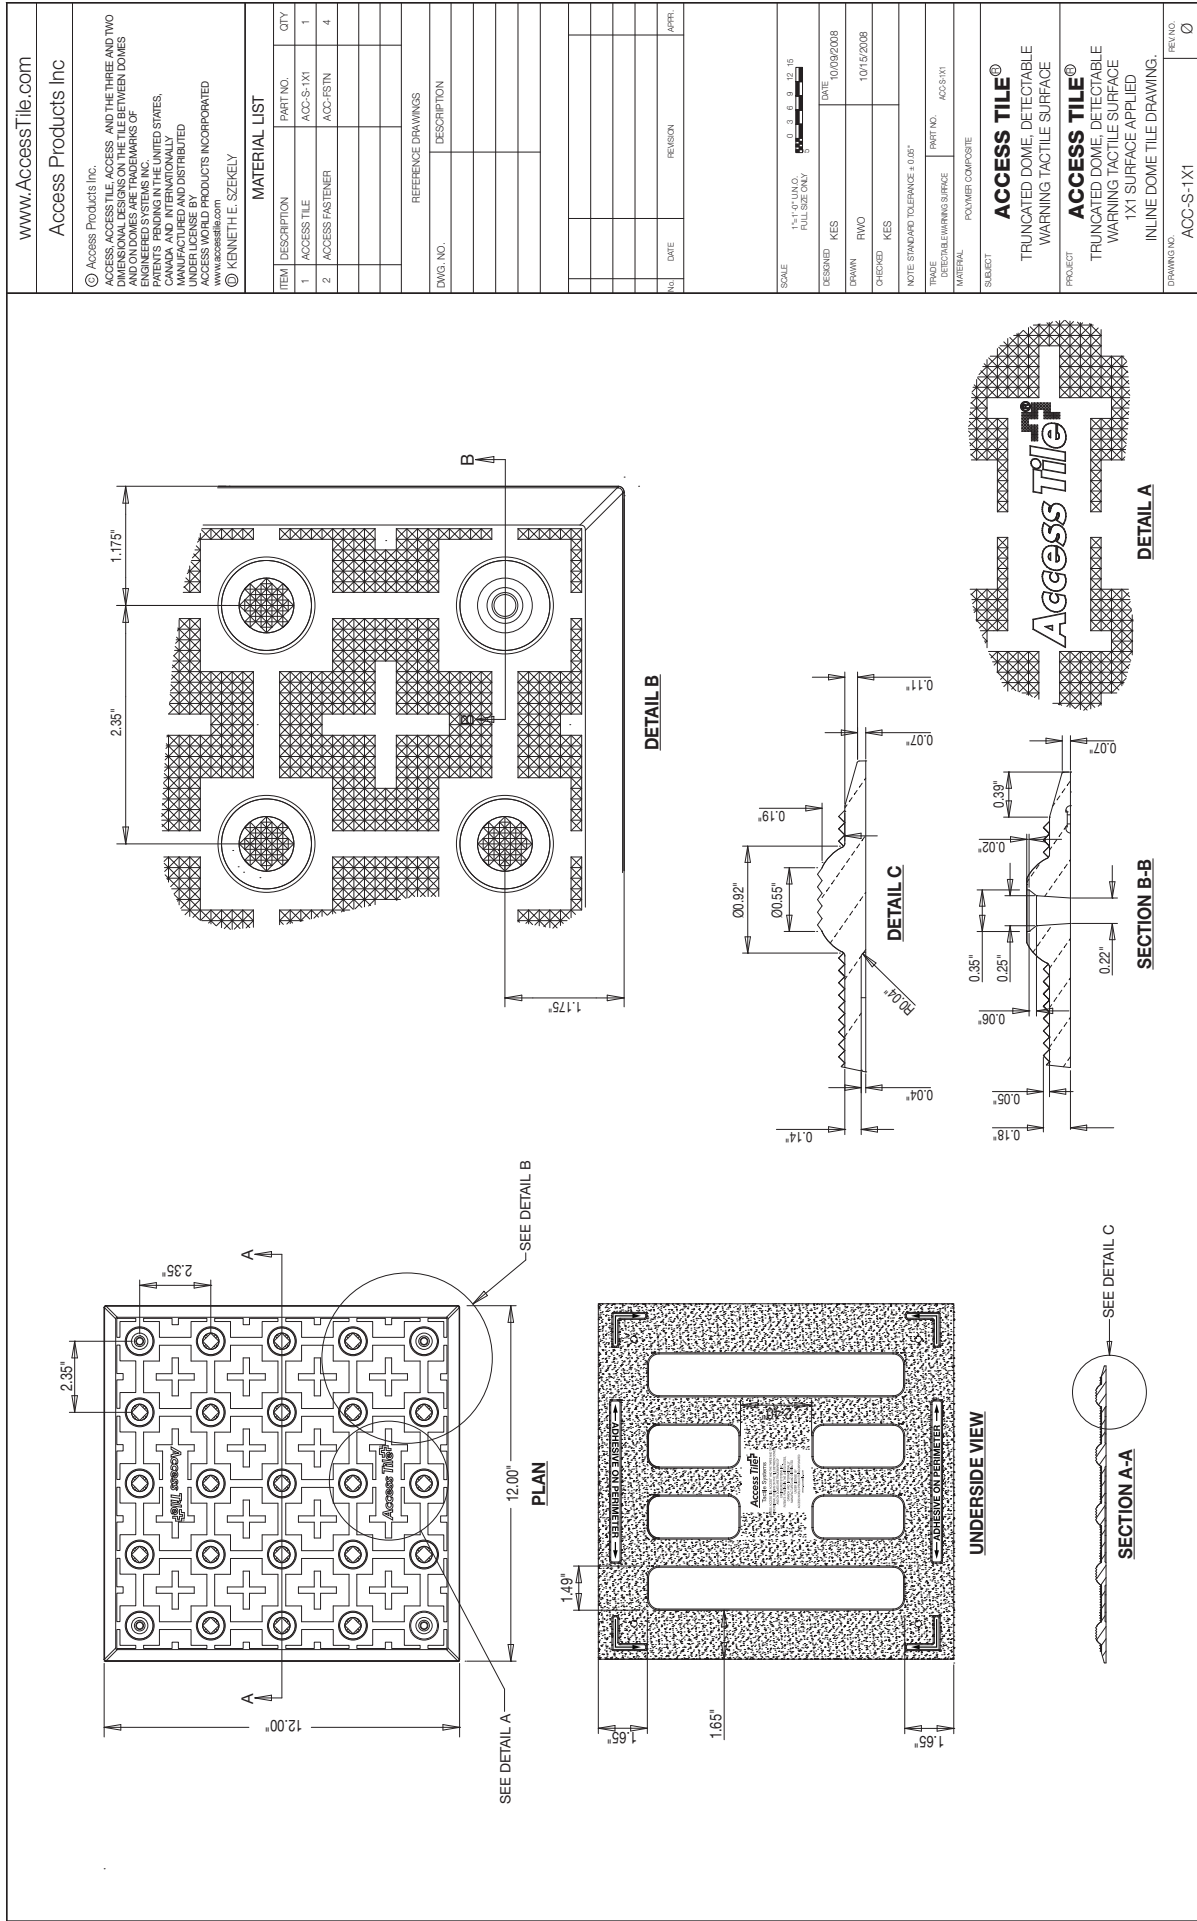 www.AccessTile.com
Access Products Inc
© Access Products Inc.
ACCESS, ACCESS TILE, ACCESS AND THE THREE AND TWO
DIMENSIONAL DESIGNS ON THE TILE BETWEEN DOMES
AND ON DOMES ARE TRADEMARKS OF
ENGINEERED SYSTEMS INC.
PATENTS PENDING IN THE UNITED STATES,
CANADA AND INTERNATIONALLY
MANUFACTURED AND DISTRIBUTED
UNDER LICENSE BY
ACCESS WORLD PRODUCTS INCORPORATED
www.accesstile.com
Ⓓ KENNETH E. SZEKELY
MATERIAL LIST
ITEM DESCRIPTION PART NO. QTY
1 ACCESS TILE ACC-S-1X1 1
2 ACCESS FASTENER ACC-FSTN 4
REFERENCE DRAWINGS
DWG. NO. DESCRIPTION
No. DATE REVISION APPR.
SCALE 1"=1'-0" U.N.O.
FULL SIZE ONLY
0 3 6 9 12 15
DESIGNED KES DATE 10/09/2008
DRAWN RWO 10/15/2008
CHECKED KES
NOTE: STANDARD TOLERANCE ± 0.05"
TRADE DETECTABLE WARNING SURFACE PART NO. ACC-S-1X1
MATERIAL POLYMER COMPOSITE
SUBJECT
ACCESS TILE®
TRUNCATED DOME, DETECTABLE
WARNING TACTILE SURFACE
PROJECT
ACCESS TILE®
TRUNCATED DOME, DETECTABLE
WARNING TACTILE SURFACE
1X1 SURFACE APPLIED
INLINE DOME TILE DRAWING.
DRAWING NO. ACC-S-1X1 REV NO. Ø
2.35"
2.35"
A
A
12.00"
12.00"
Access Tile
Access Tile
SEE DETAIL A
SEE DETAIL B
PLAN
2.35"
1.175"
1.175"
B
B
DETAIL B
1.49"
1.65"
1.65"
1.65"
ADHESIVE ON PERIMETER
ADHESIVE ON PERIMETER
Access Tile
Tactile Systems
UNDERSIDE VIEW
SEE DETAIL C
SECTION A-A
Ø0.92"
Ø0.55"
0.19"
0.11"
0.07"
R0.04"
0.04"
0.14"
DETAIL C
0.35"
0.25"
0.06"
0.02"
0.39"
0.07"
0.22"
0.05"
0.18"
SECTION B-B
Access Tile®
DETAIL A